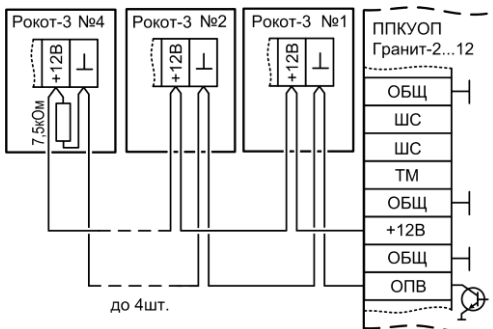 Рокот-3 №4
+12В
7,5кОм
Рокот-3 №2
+12В
Рокот-3 №1
+12В
ППКУОП
Гранит-2...12
ОБЩ
ШС
ШС
ТМ
ОБЩ
+12В
ОБЩ
ОПВ
до 4шт.